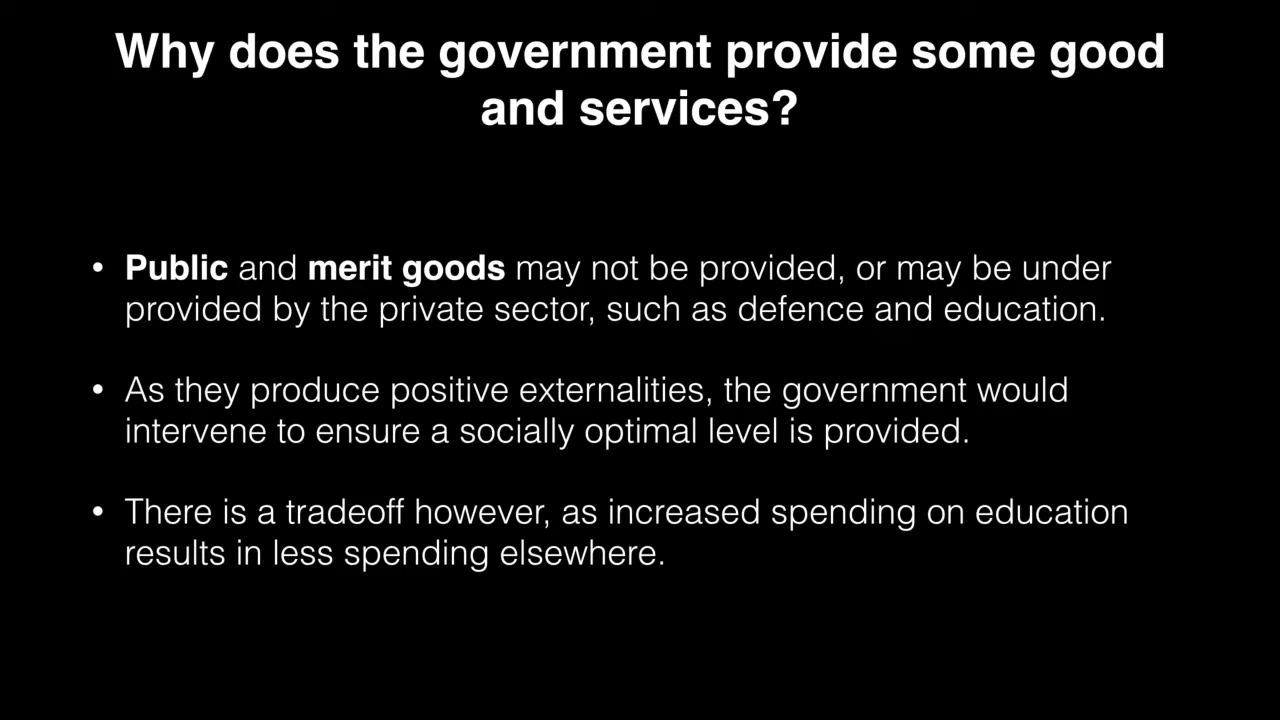 Why does the government provide some good
and services?
• Public and merit goods may not be provided, or may be under
provided by the private sector, such as defence and education.
• As they produce positive externalities, the government would
intervene to ensure a socially optimal level is provided.
• There is a tradeoff however, as increased spending on education
results in less spending elsewhere.